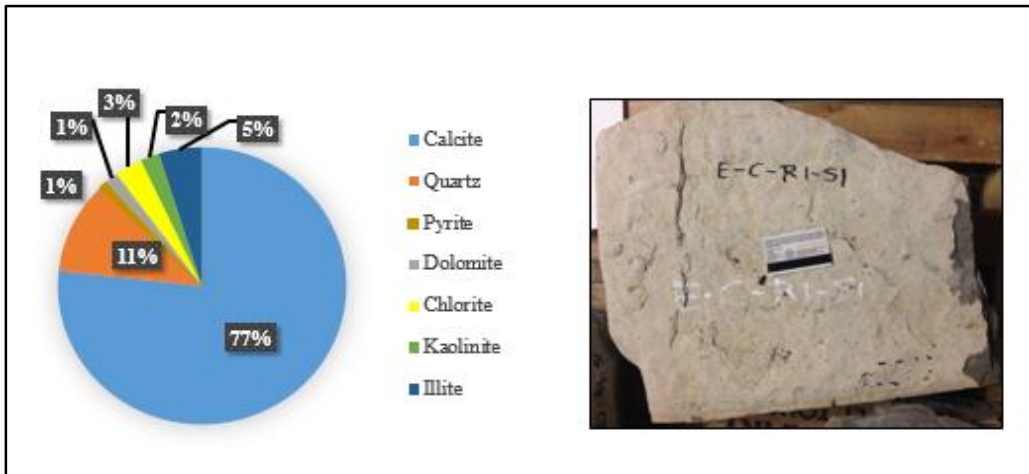 3%
2%
1%
5%
1%
11%
77%
Calcite
Quartz
Pyrite
Dolomite
Chlorite
Kaolinite
Illite
E-C-R1-S1
E-C-R1-S1